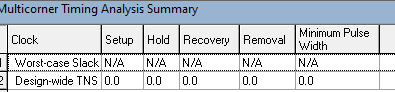 Multicorner Timing Analysis Summary
Clock Setup Hold Recovery Removal Minimum Pulse Width
1 Worst-case Slack N/A N/A N/A N/A N/A
2 Design-wide TNS 0.0 0.0 0.0 0.0 0.0